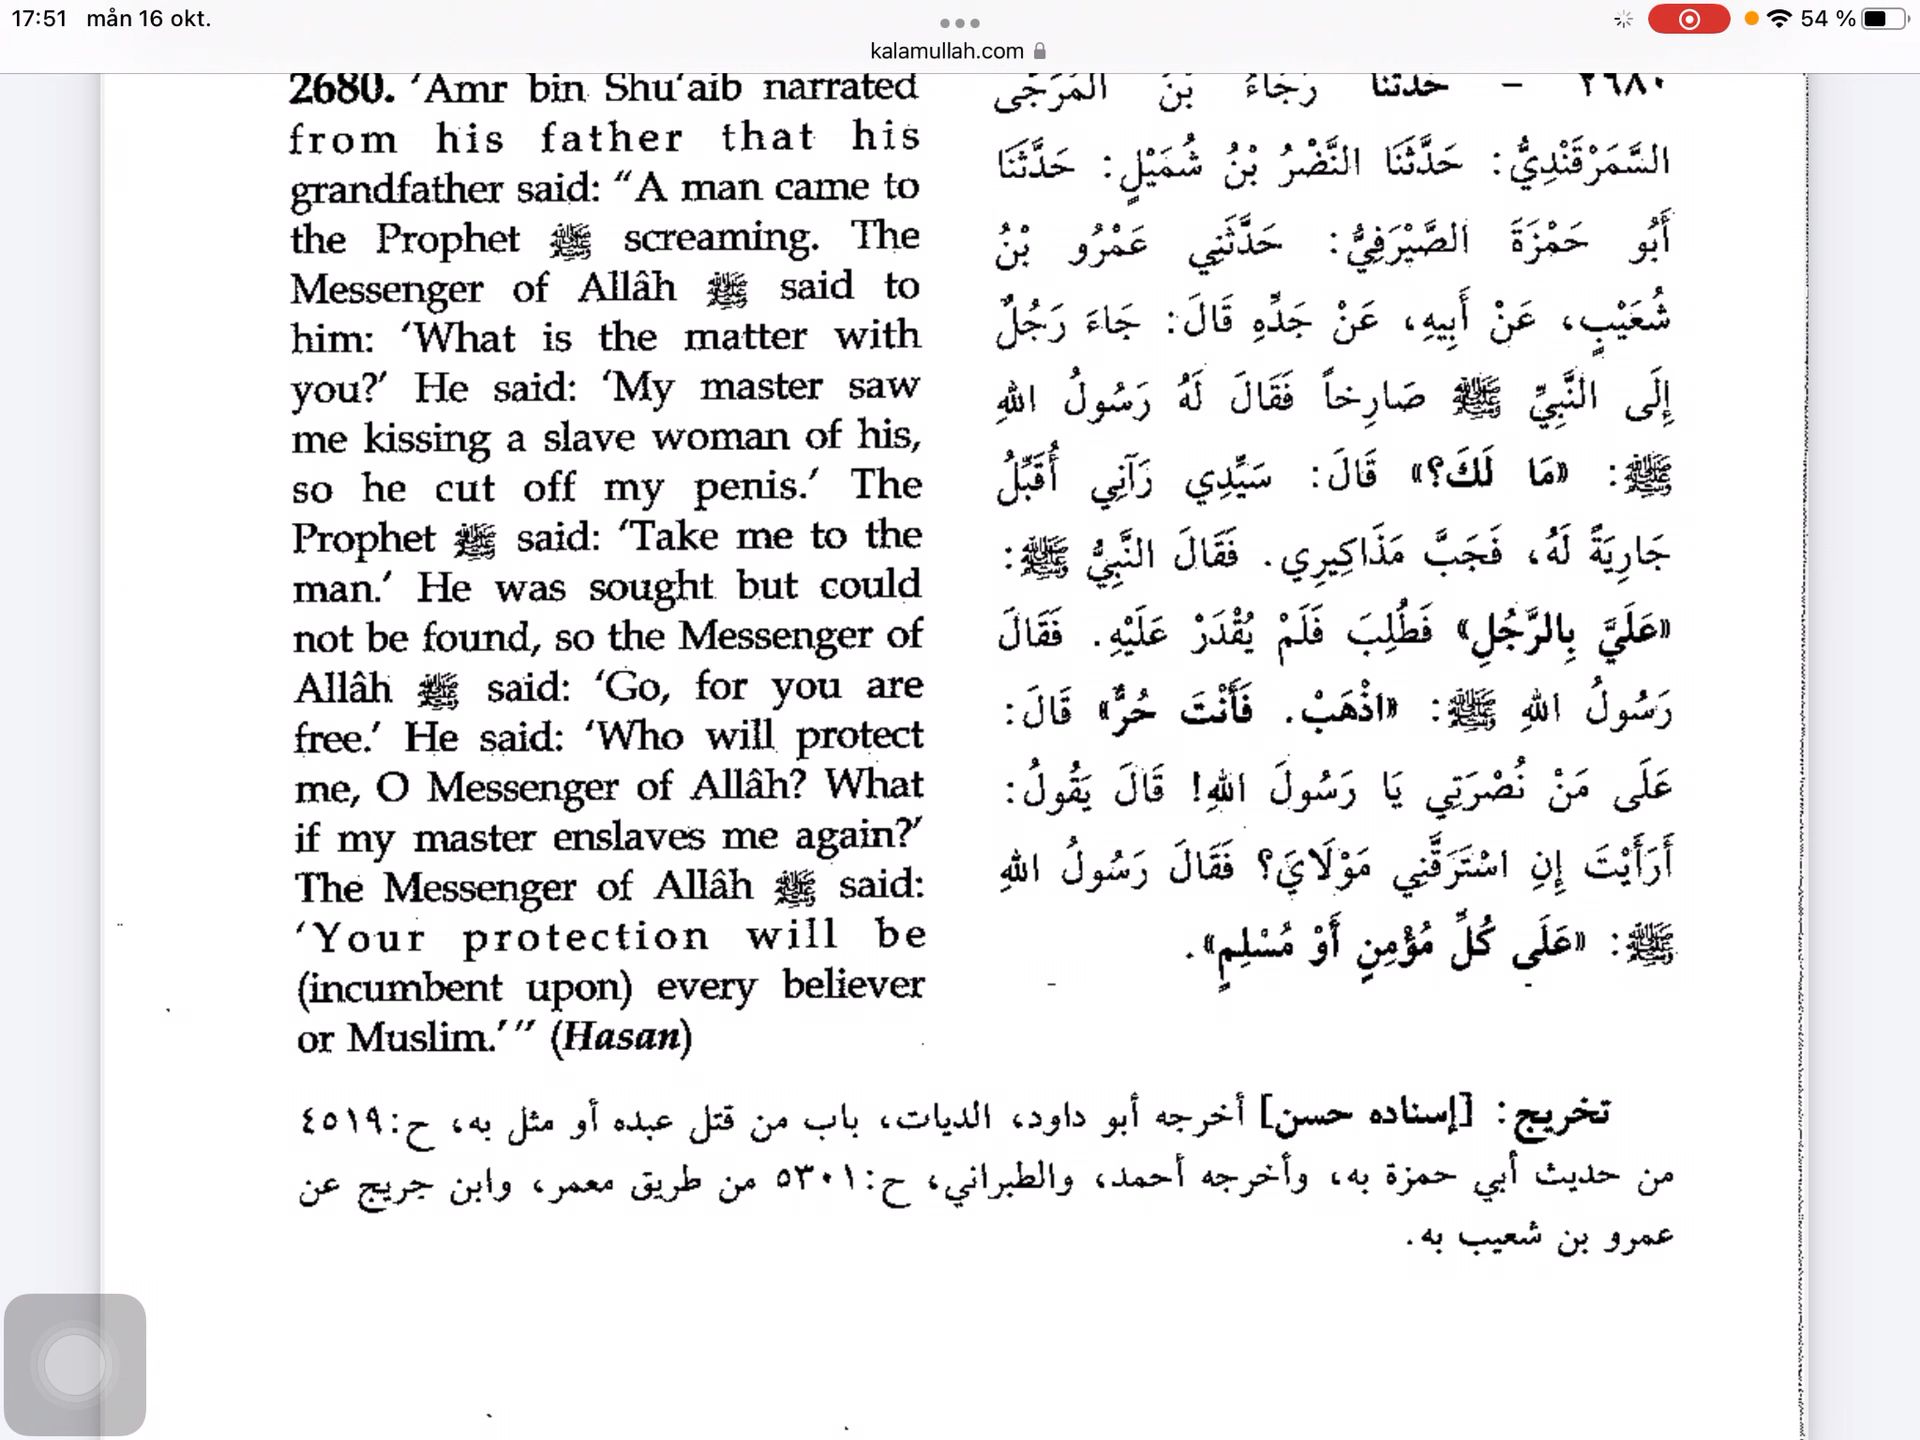 17:51 mån 16 okt.
54 %
kalamullah.com
2680. ‘Amr bin Shu‘aib narrated
from his father that his
grandfather said: “A man came to
the Prophet ﷺ screaming. The
Messenger of Allâh ﷺ said to
him: ‘What is the matter with
you?’ He said: ‘My master saw
me kissing a slave woman of his,
so he cut off my penis.’ The
Prophet ﷺ said: ‘Take me to the
man.’ He was sought but could
not be found, so the Messenger of
Allâh ﷺ said: ‘Go, for you are
free.’ He said: ‘Who will protect
me, O Messenger of Allâh? What
if my master enslaves me again?’
The Messenger of Allâh ﷺ said:
‘Your protection will be
(incumbent upon) every believer
or Muslim.’” (Hasan)
٢٦٨٠ – حَدَّثَنَا رَجَاءُ بْنُ المُرَجَّى
السَّمَرْقَنْدِيُّ: حَدَّثَنَا النَّضْرُ بْنُ شُمَيْلٍ: حَدَّثَنَا
أَبُو حَمْزَةَ الصَّيْرَفِيُّ: حَدَّثَنِي عَمْرُو بْنُ
شُعَيْبٍ، عَنْ أَبِيهِ، عَنْ جَدِّهِ قَالَ: جَاءَ رَجُلٌ
إِلَى النَّبِيِّ ﷺ صَارِخاً فَقَالَ لَهُ رَسُولُ اللهِ
ﷺ: «مَا لَكَ؟» قَالَ: سَيِّدِي رَآنِي أُقَبِّلُ
جَارِيَةً لَهُ، فَجَبَّ مَذَاكِيرِي. فَقَالَ النَّبِيُّ ﷺ:
«عَلَيَّ بِالرَّجُلِ» فَطُلِبَ فَلَمْ يُقْدَرْ عَلَيْهِ. فَقَالَ
رَسُولُ اللهِ ﷺ: «اذْهَبْ. فَأَنْتَ حُرٌّ» قَالَ:
عَلَى مَنْ نُصْرَتِي يَا رَسُولَ اللهِ! قَالَ يَقُولُ:
أَرَأَيْتَ إِنِ اسْتَرَقَّنِي مَوْلَايَ؟ فَقَالَ رَسُولُ اللهِ
ﷺ: «عَلَى كُلِّ مُؤْمِنٍ أَوْ مُسْلِمٍ».
تخريج: [إسناده حسن] أخرجه أبو داود، الديات، باب من قتل عبده أو مثل به، ح:٤٥١٩
من حديث أبي حمزة به، وأخرجه أحمد، والطبراني، ح:٥٣٠١ من طريق معمر، وابن جريج عن
عمرو بن شعيب به.